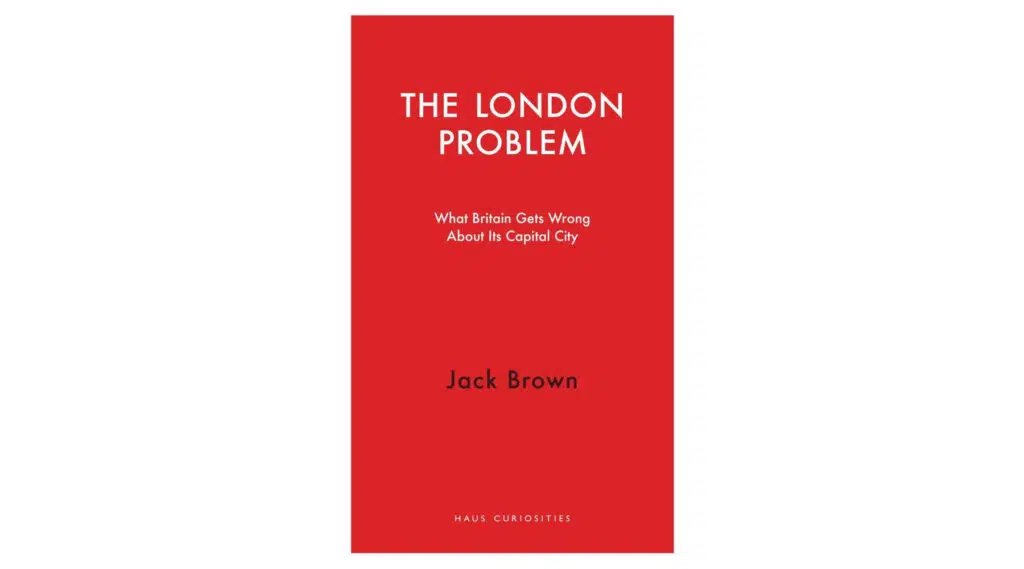 THE LONDON
PROBLEM
What Britain Gets Wrong
About Its Capital City
Jack Brown
HAUS CURIOSITIES